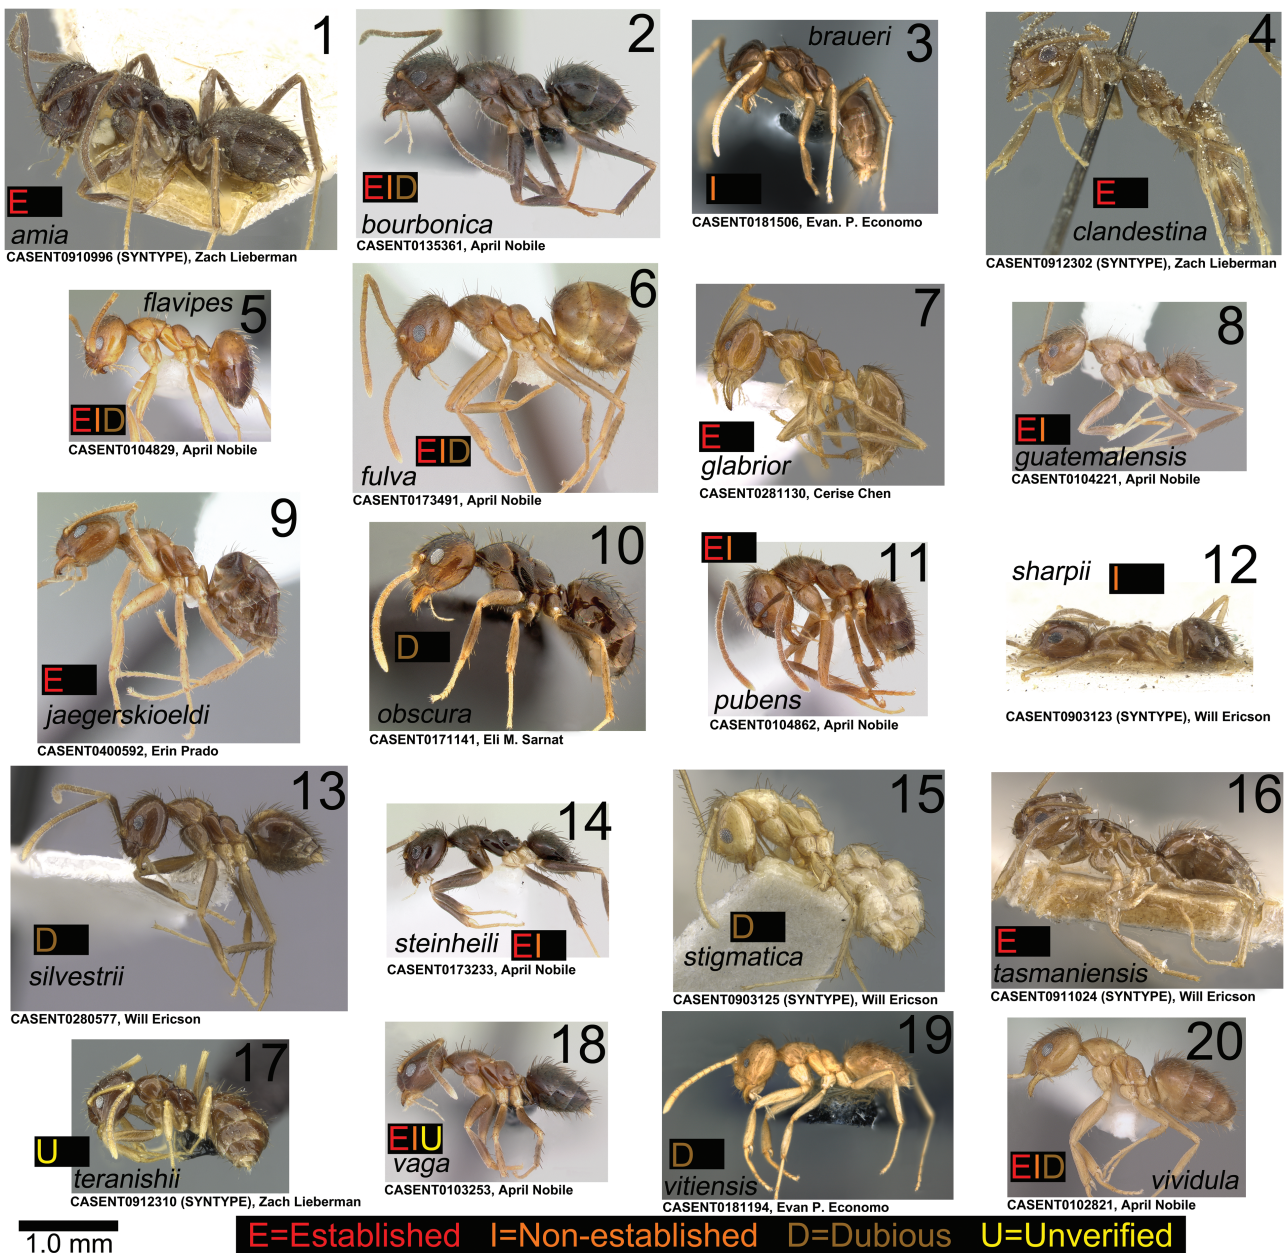 1
E
amia
CASENT0910996 (SYNTYPE), Zach Lieberman
2
EID
bourbonica
CASENT0135361, April Nobile
braueri 3
I
CASENT0181506, Evan. P. Economo
4
E
clandestina
CASENT0912302 (SYNTYPE), Zach Lieberman
flavipes 5
EID
CASENT0104829, April Nobile
6
EID
fulva
CASENT0173491, April Nobile
7
E
glabrior
CASENT0281130, Cerise Chen
8
EI
guatemalensis
CASENT0104221, April Nobile
9
E
jaegerskioeldi
CASENT0400592, Erin Prado
10
D
obscura
CASENT0171141, Eli M. Sarnat
EI
11
pubens
CASENT0104862, April Nobile
12
sharpii I
CASENT0903123 (SYNTYPE), Will Ericson
13
D
silvestrii
CASENT0280577, Will Ericson
14
steinheili EI
CASENT0173233, April Nobile
15
D
stigmatica
CASENT0903125 (SYNTYPE), Will Ericson
16
E
tasmaniensis
CASENT0911024 (SYNTYPE), Will Ericson
17
U
teranishii
CASENT0912310 (SYNTYPE), Zach Lieberman
18
EIU
vaga
CASENT0103253, April Nobile
19
D
vitiensis
CASENT0181194, Evan P. Economo
20
EID
vividula
CASENT0102821, April Nobile
1.0 mm
E=Established I=Non-established D=Dubious U=Unverified